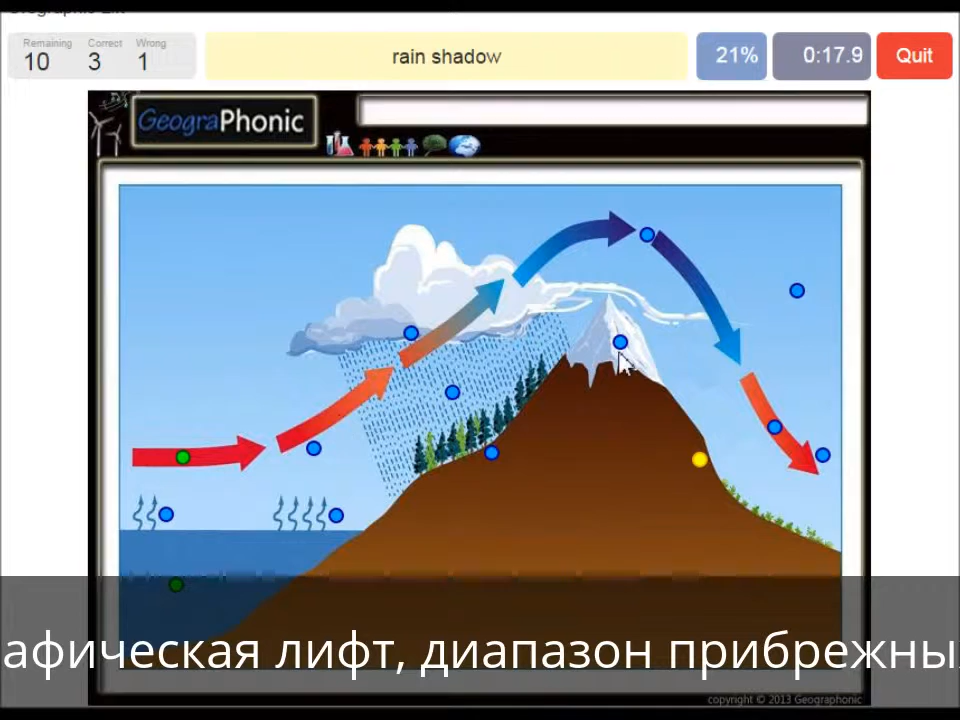 Remaining Correct Wrong
10 3 1
rain shadow
21%
0:17.9
Quit
GeograPhonic
афическая лифт, диапазон прибрежны
copyright © 2013 Geographonic